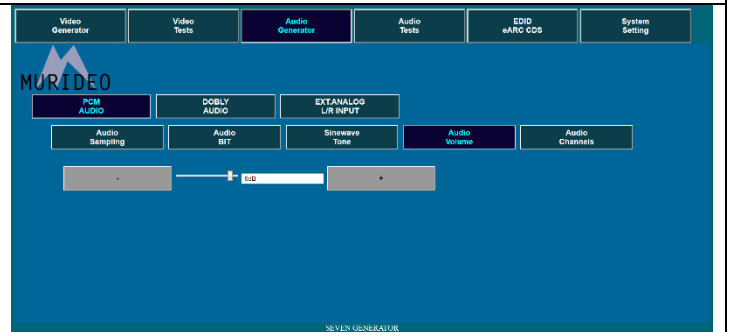 Video Generator
Video Tests
Audio Generator
Audio Tests
EDID eARC CDS
System Setting
MURIDEO
PCM AUDIO
DOBLY AUDIO
EXT.ANALOG L/R INPUT
Audio Sampling
Audio BIT
Sinewave Tone
Audio Volume
Audio Channels
-
+
SEVEN GENERATOR